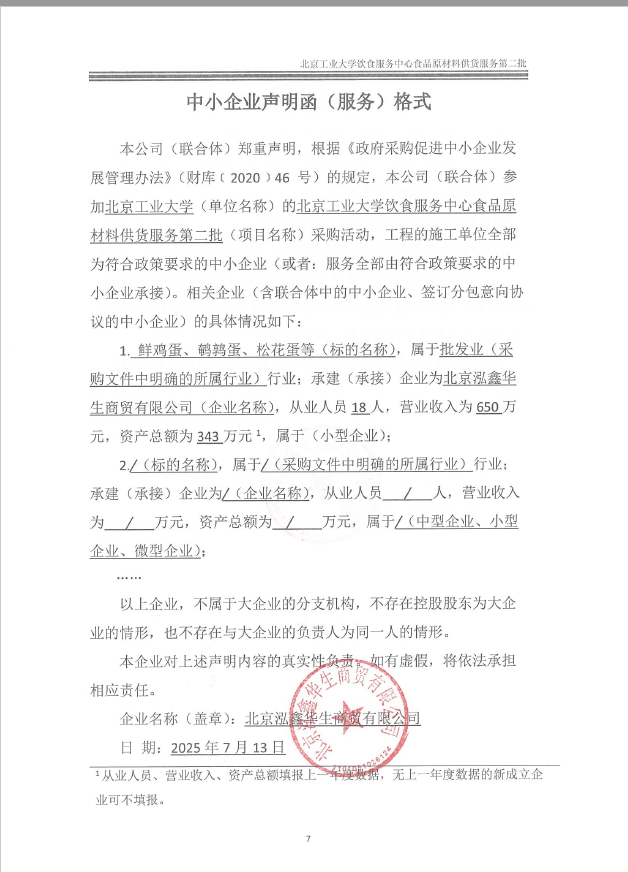 北京工业大学饮食服务中心食品原材料供货服务第二批
中小企业声明函（服务）格式
本公司（联合体）郑重声明，根据《政府采购促进中小企业发
展管理办法》（财库﹝2020﹞46 号）的规定，本公司（联合体）参
加北京工业大学（单位名称）的北京工业大学饮食服务中心食品原
材料供货服务第二批（项目名称）采购活动，工程的施工单位全部
为符合政策要求的中小企业（或者：服务全部由符合政策要求的中
小企业承接）。相关企业（含联合体中的中小企业、签订分包意向协
议的中小企业）的具体情况如下：
1. 鲜鸡蛋、鹌鹑蛋、松花蛋等（标的名称），属于批发业（采
购文件中明确的所属行业）行业；承建（承接）企业为北京泓鑫华
生商贸有限公司（企业名称），从业人员 18 人，营业收入为 650 万
元，资产总额为 343 万元 1，属于（小型企业）；
2./（标的名称），属于/（采购文件中明确的所属行业）行业；
承建（承接）企业为/（企业名称），从业人员 / 人，营业收入
为 / 万元，资产总额为 / 万元，属于/（中型企业、小型
企业、微型企业）；
……
以上企业，不属于大企业的分支机构，不存在控股股东为大企
业的情形，也不存在与大企业的负责人为同一人的情形。
本企业对上述声明内容的真实性负责。如有虚假，将依法承担
相应责任。
企业名称（盖章）：北京泓鑫华生商贸有限公司
日 期：2025 年 7 月 13 日
北京泓鑫华生商贸有限公司
1 从业人员、营业收入、资产总额填报上一年度数据，无上一年度数据的新成立企
业可不填报。
7